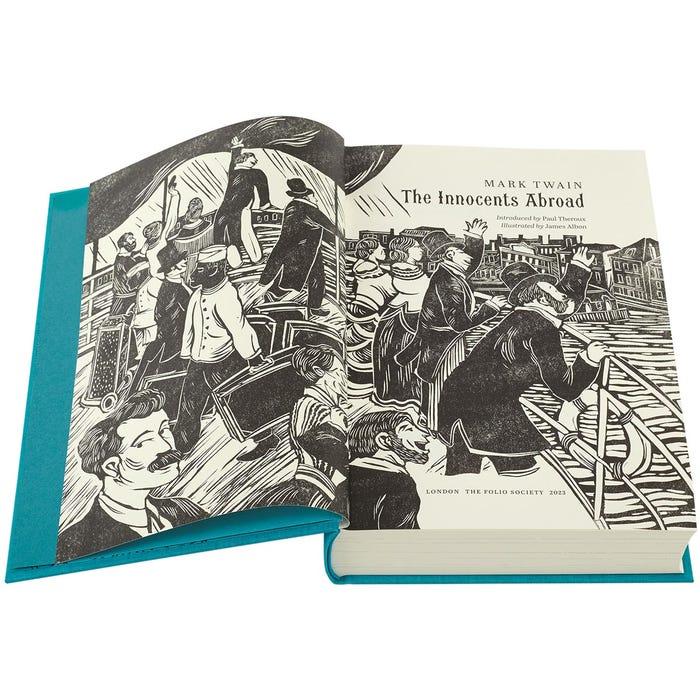 MARK TWAIN
The Innocents Abroad
Introduced by Paul Theroux
Illustrated by James Albon
LONDON THE FOLIO SOCIETY 2023